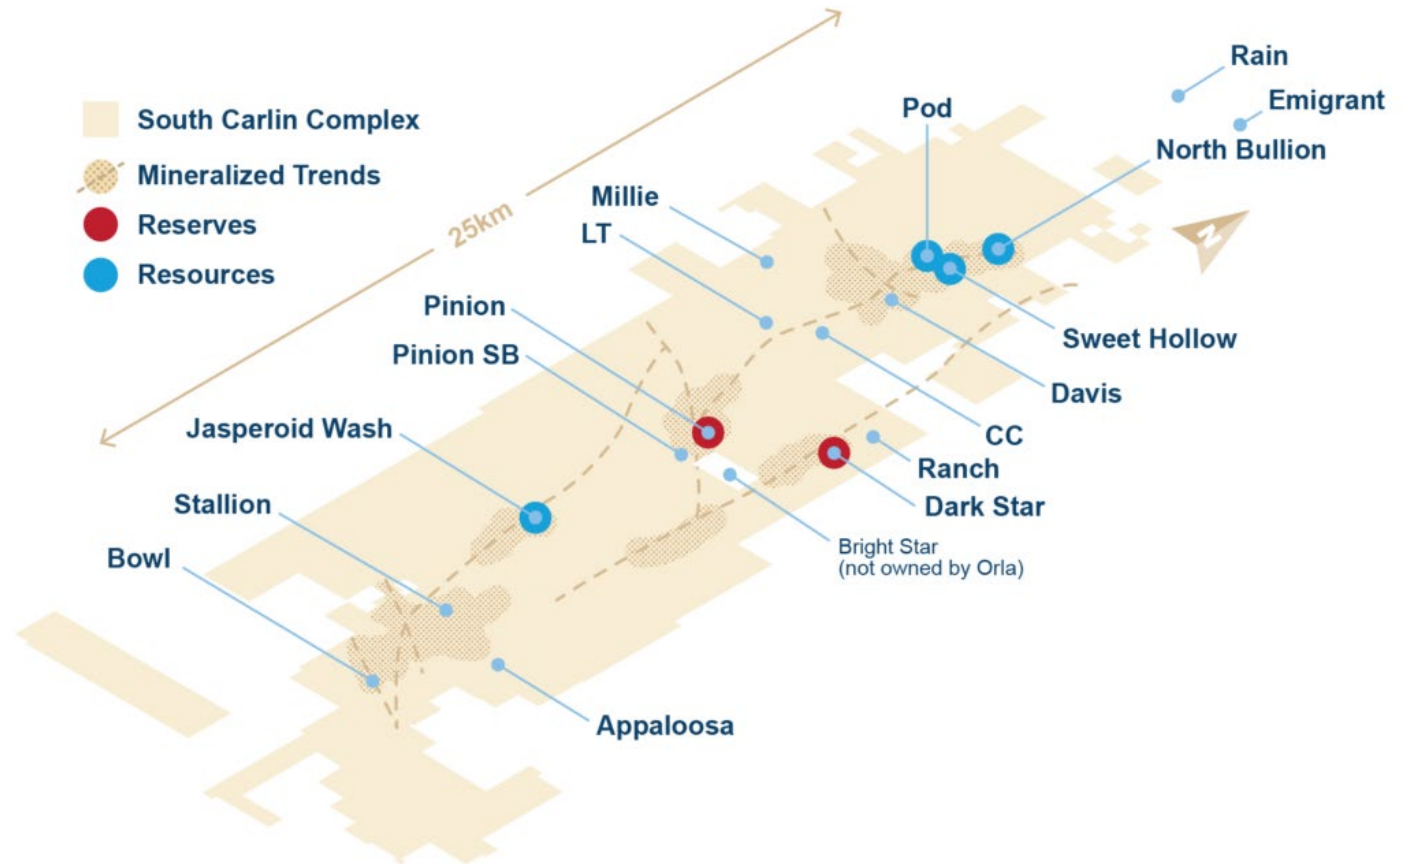 Rain
Emigrant
Pod
South Carlin Complex
North Bullion
Mineralized Trends
Millie
25km
Reserves
LT
N
Resources
Pinion
Sweet Hollow
Pinion SB
Davis
Jasperoid Wash
CC
Ranch
Stallion
Dark Star
Bright Star
(not owned by Orla)
Bowl
Appaloosa